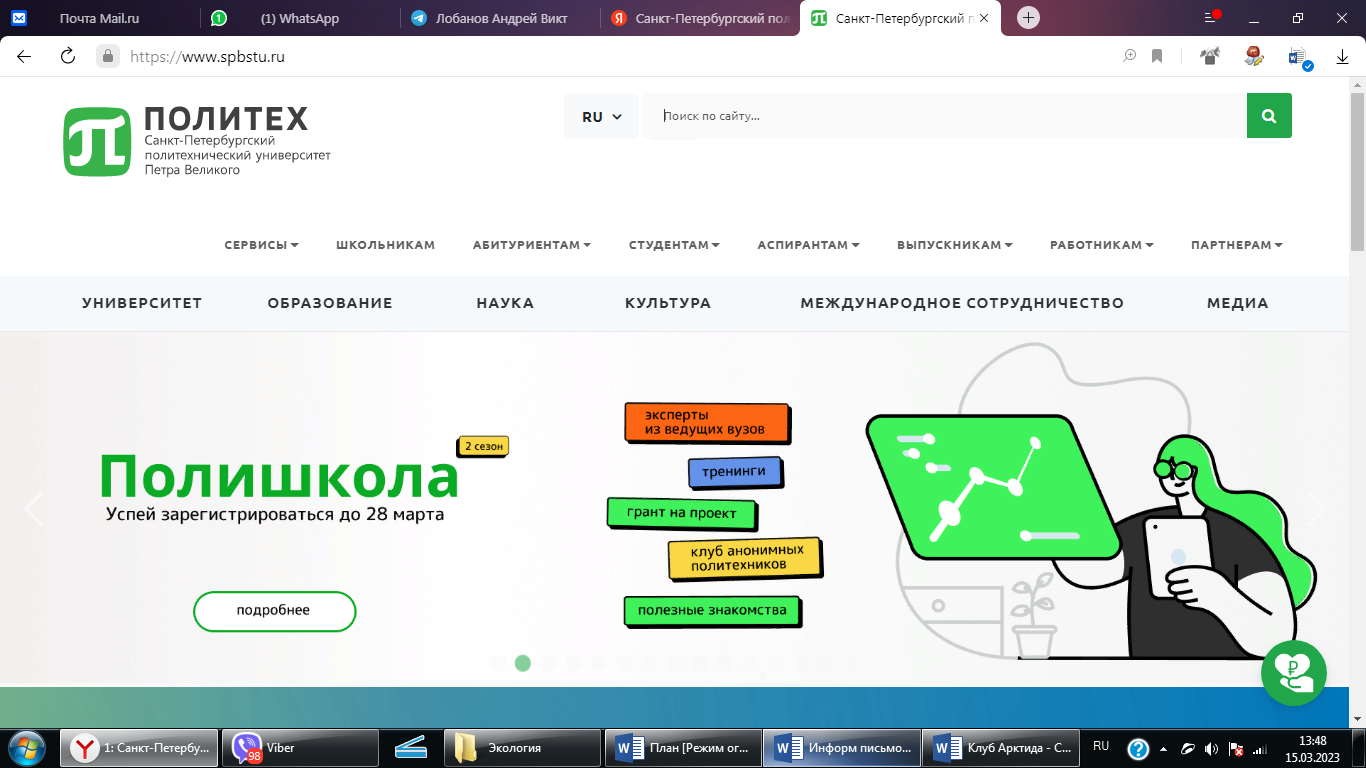 Почта Mail.ru
(1) WhatsApp
Лобанов Андрей Викт
Санкт-Петербургский пол
Санкт-Петербургский п
https://www.spbstu.ru
ПОЛИТЕХ
Санкт-Петербургский
политехнический университет
Петра Великого
RU
Поиск по сайту...
СЕРВИСЫ ШКОЛЬНИКАМ АБИТУРИЕНТАМ СТУДЕНТАМ АСПИРАНТАМ ВЫПУСКНИКАМ РАБОТНИКАМ ПАРТНЕРАМ
УНИВЕРСИТЕТ ОБРАЗОВАНИЕ НАУКА КУЛЬТУРА МЕЖДУНАРОДНОЕ СОТРУДНИЧЕСТВО МЕДИА
2 сезон
Полишкола
Успей зарегистрироваться до 28 марта
подробнее
эксперты
из ведущих вузов
тренинги
грант на проект
клуб анонимных
политехников
полезные знакомства
1: Санкт-Петербу...
98
Viber
Экология
План [Режим ог...
Информ письмо...
Клуб Арктида - С...
RU
13:48
15.03.2023